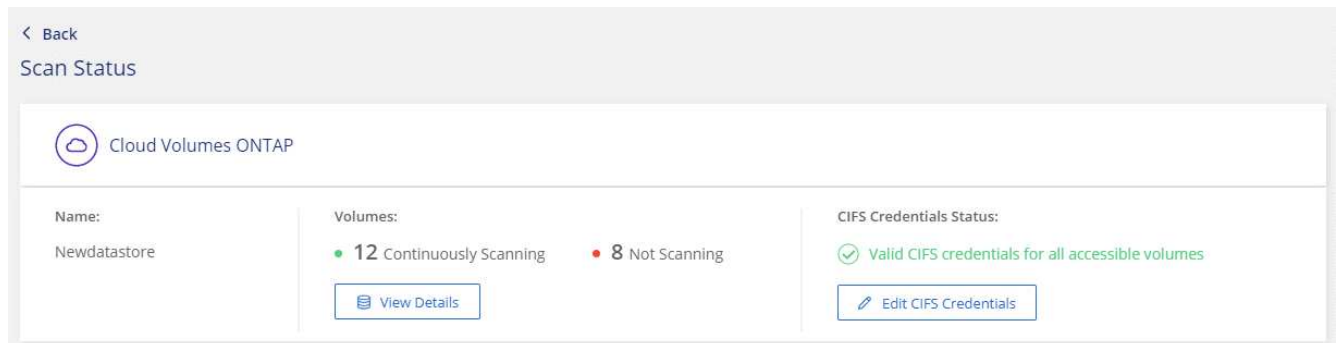 Back
Scan Status
Cloud Volumes ONTAP
Name:
Newdatastore
Volumes:
12 Continuously Scanning
8 Not Scanning
View Details
CIFS Credentials Status:
Valid CIFS credentials for all accessible volumes
Edit CIFS Credentials